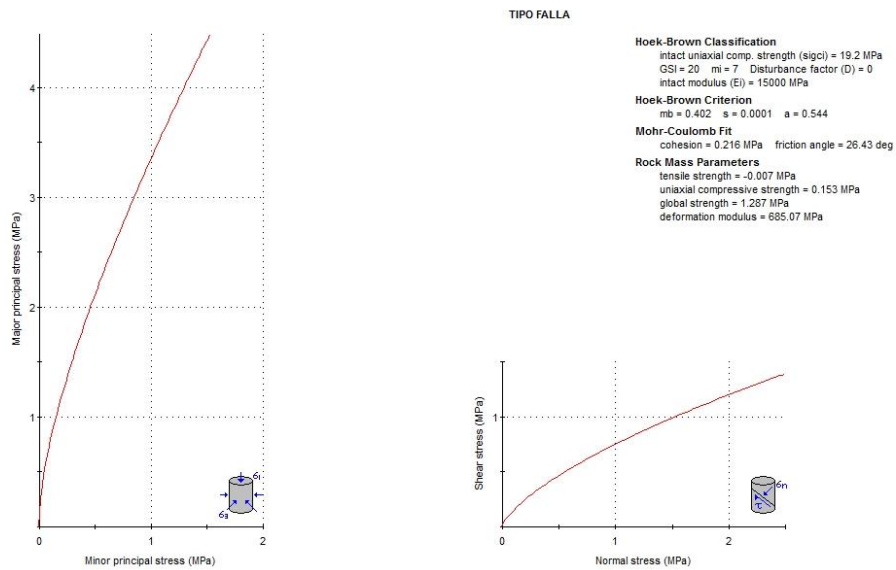 TIPO FALLA
Hoek-Brown Classification
intact uniaxial comp. strength (sigci) = 19.2 MPa
GSI = 20 mi = 7 Disturbance factor (D) = 0
intact modulus (Ei) = 15000 MPa
Hoek-Brown Criterion
mb = 0.402 s = 0.0001 a = 0.544
Mohr-Coulomb Fit
cohesion = 0.216 MPa friction angle = 26.43 deg
Rock Mass Parameters
tensile strength = -0.007 MPa
uniaxial compressive strength = 0.153 MPa
global strength = 1.287 MPa
deformation modulus = 685.07 MPa
Major principal stress (MPa)
4
3
2
1
0
0 1 2
Minor principal stress (MPa)
σ1
σ3
Shear stress (MPa)
1
0
0 1 2
Normal stress (MPa)
σn
τ